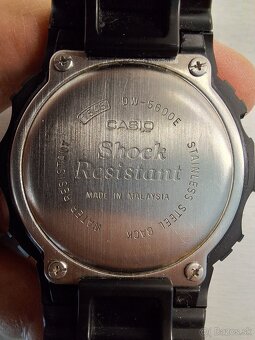 DW-5600E
CASIO
Shock
Resistant
MADE IN MALAYSIA
STAINLESS STEEL BACK
WATER RESIST